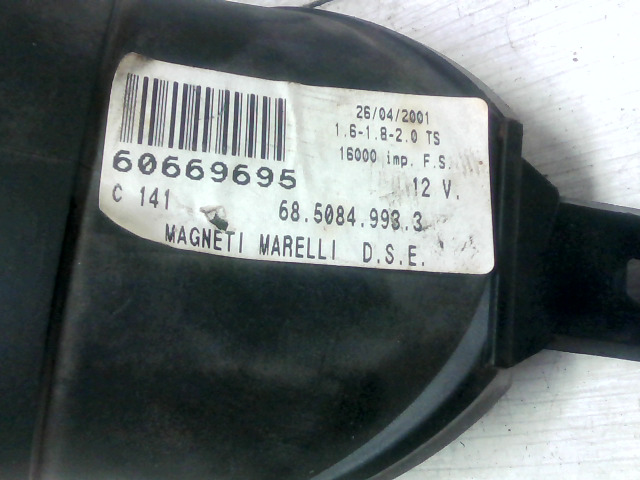 26/04/2001
1.6-1.8-2.0 TS
16000 imp. F.S.
60669695
12 V.
C 141
68.5084.993.3
MAGNETI MARELLI D.S.E.